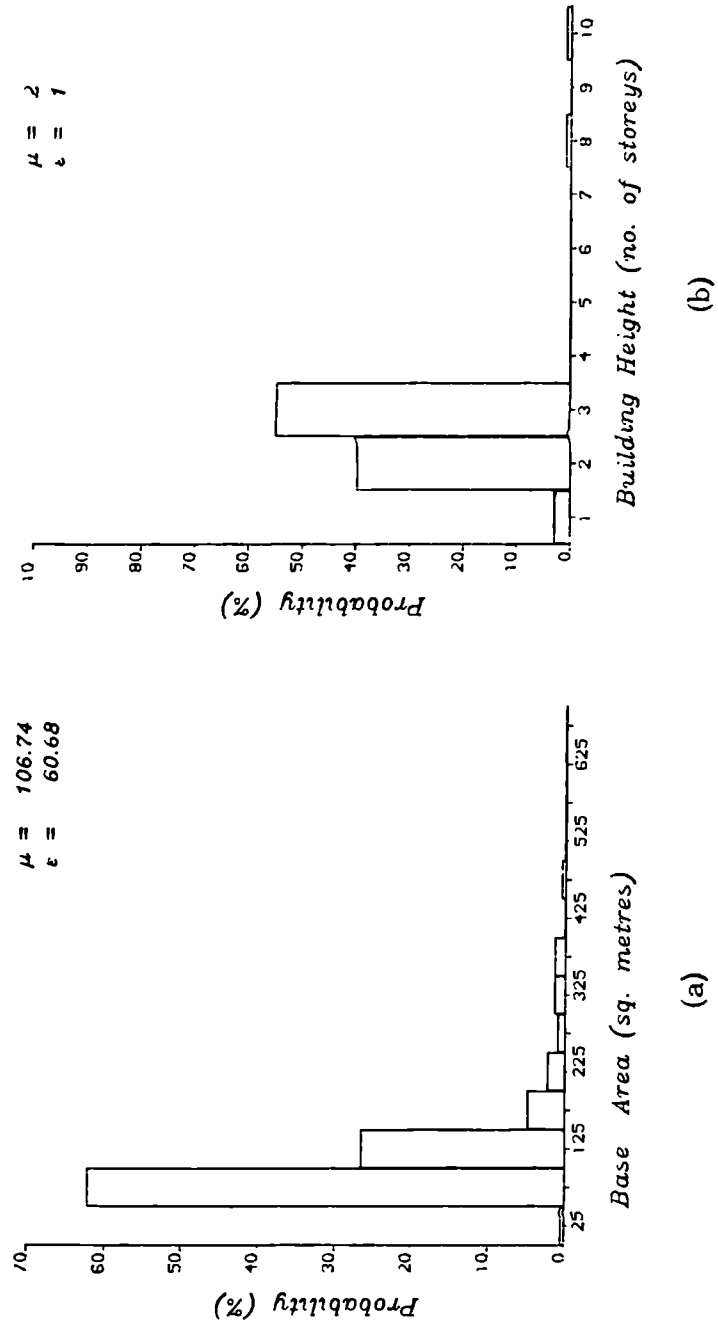 μ = 106.74
ε = 60.68
Probability (%)
70.
60.
50.
40.
30.
20.
10.
0.
25 125 225 325 425 525 625
Base Area (sq. metres)
(a)
μ = 2
ε = 1
Probability (%)
10.
90.
80.
70.
60.
50.
40.
30.
20.
10.
0.
1 2 3 4 5 6 7 8 9 10
Building Height (no. of storeys)
(b)